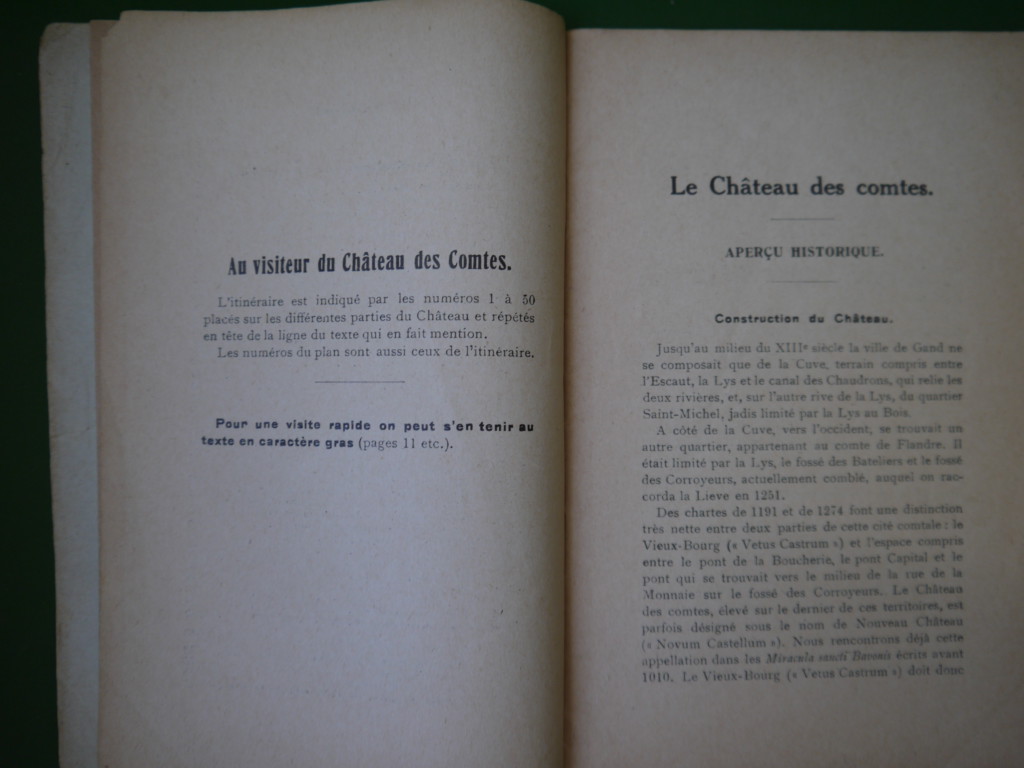 Au visiteur du Château des Comtes.
L'itinéraire est indiqué par les numéros 1 à 50
placés sur les différentes parties du Château et répétés
en tête de la ligne du texte qui en fait mention.
Les numéros du plan sont aussi ceux de l'itinéraire.
Pour une visite rapide on peut s'en tenir au
texte en caractère gras (pages 11 etc.).
Le Château des comtes.
APERÇU HISTORIQUE.
Construction du Château.
Jusqu'au milieu du XIIIe siècle la ville de Gand ne
se composait que de la Cuve, terrain compris entre
l'Escaut, la Lys et le canal des Chaudrons, qui relie les
deux rivières, et, sur l'autre rive de la Lys, du quartier
Saint-Michel, jadis limité par la Lys au Bois.
A côté de la Cuve, vers l'occident, se trouvait un
autre quartier, appartenant au comte de Flandre. Il
était limité par la Lys, le fossé des Bateliers et le fossé
des Corroyeurs, actuellement comblé, auquel on rac-
corda la Lieve en 1251.
Des chartes de 1191 et de 1274 font une distinction
très nette entre deux parties de cette cité comtale : le
Vieux-Bourg (« Vetus Castrum ») et l'espace compris
entre le pont de la Boucherie, le pont Capital et le
pont qui se trouvait vers le milieu de la rue de la
Monnaie sur le fossé des Corroyeurs. Le Château
des comtes, élevé sur le dernier de ces territoires, est
parfois désigné sous le nom de Nouveau Château
(« Novum Castellum »). Nous rencontrons déjà cette
appellation dans les Miracula sancti Bavonis écrits avant
1010. Le Vieux-Bourg (« Vetus Castrum ») doit donc